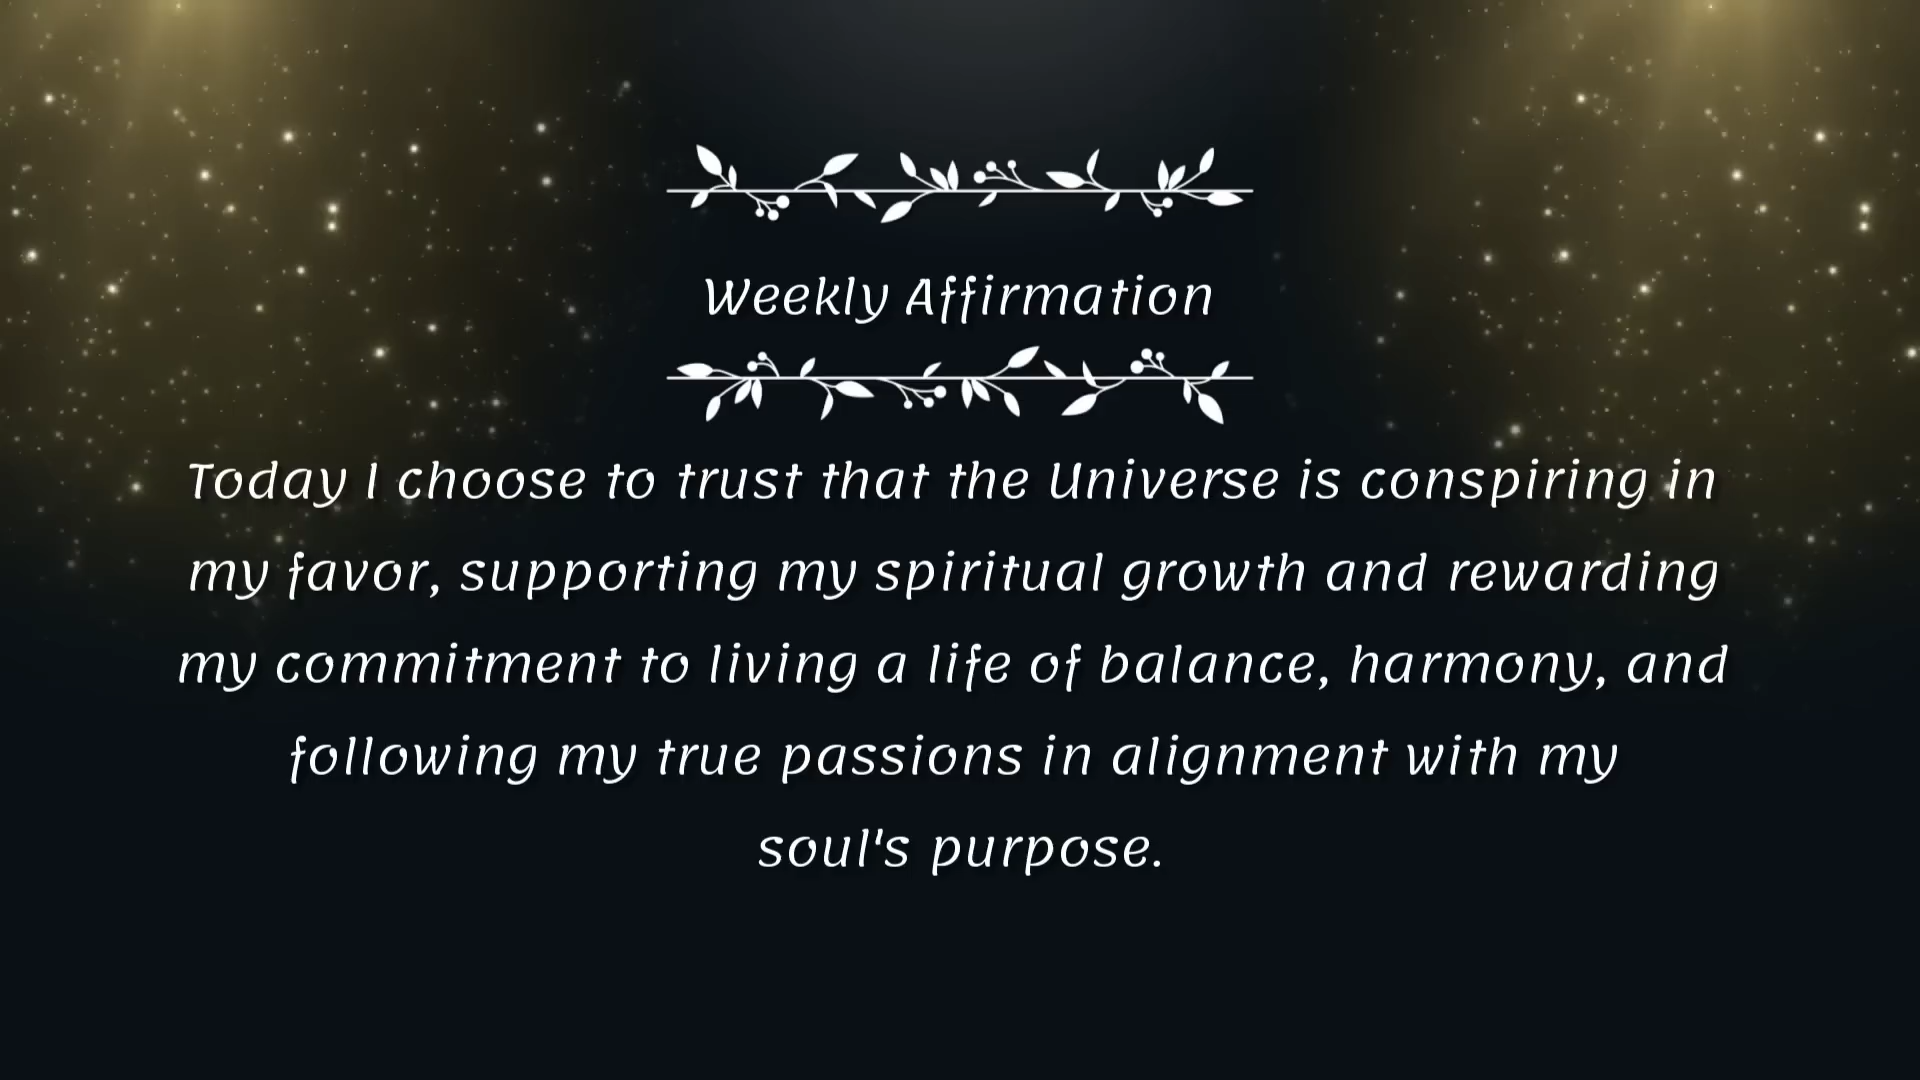 Weekly Affirmation
Today I choose to trust that the Universe is conspiring in
my favor, supporting my spiritual growth and rewarding
my commitment to living a life of balance, harmony, and
following my true passions in alignment with my
soul's purpose.